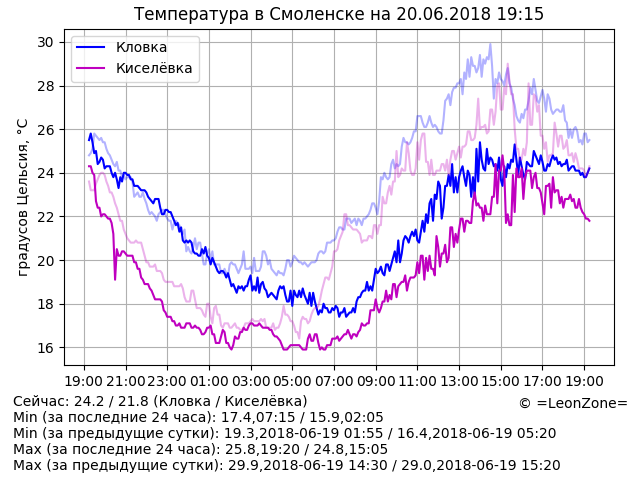 Температура в Смоленске на 20.06.2018 19:15
Кловка
Киселёвка
градусов Цельсия, °C
30
28
26
24
22
20
18
16
19:00 21:00 23:00 01:00 03:00 05:00 07:00 09:00 11:00 13:00 15:00 17:00 19:00
Сейчас: 24.2 / 21.8 (Кловка / Киселёвка)
© =LeonZone=
Min (за последние 24 часа): 17.4,07:15 / 15.9,02:05
Min (за предыдущие сутки): 19.3,2018-06-19 01:55 / 16.4,2018-06-19 05:20
Max (за последние 24 часа): 25.8,19:20 / 24.8,15:05
Max (за предыдущие сутки): 29.9,2018-06-19 14:30 / 29.0,2018-06-19 15:20